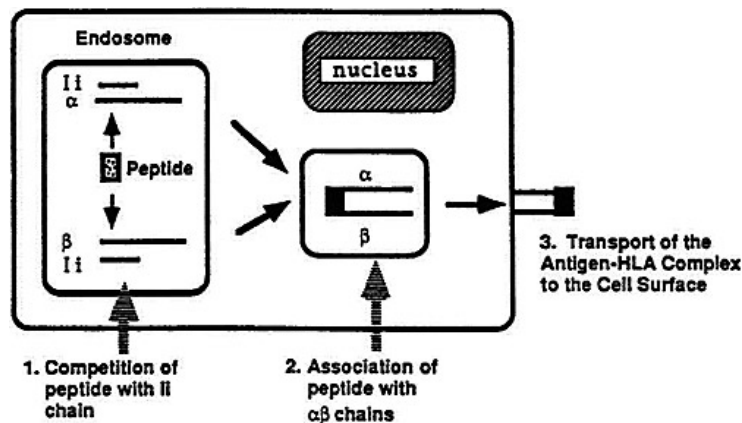 Endosome
nucleus
Ii
α
Peptide
β
Ii
α
β
3. Transport of the
Antigen-HLA Complex
to the Cell Surface
1. Competition of
peptide with Ii
chain
2. Association of
peptide with
αβ chains